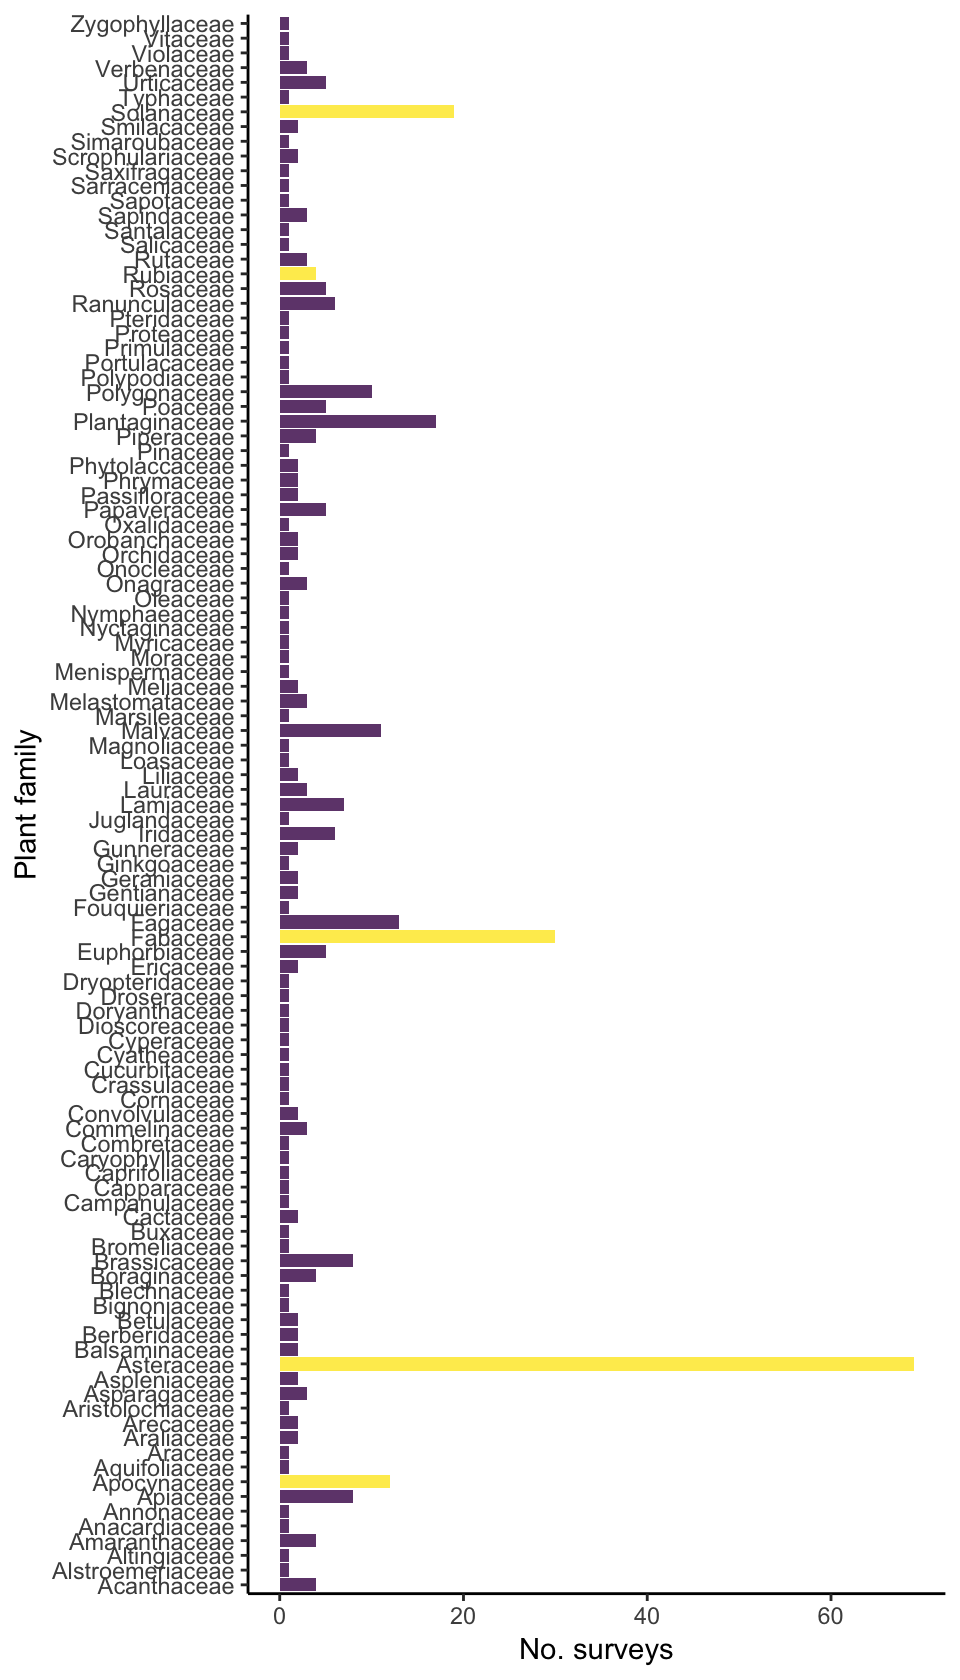 Zygophyllaceae
Vitaceae
Violaceae
Verbenaceae
Urticaceae
Typhaceae
Solanaceae
Smilacaceae
Simaroubaceae
Scrophulariaceae
Saxifragaceae
Sarraceniaceae
Sapotaceae
Sapindaceae
Santalaceae
Salicaceae
Rutaceae
Rubiaceae
Rosaceae
Ranunculaceae
Pteridaceae
Proteaceae
Primulaceae
Portulacaceae
Polypodiaceae
Polygonaceae
Poaceae
Plantaginaceae
Piperaceae
Pinaceae
Phytolaccaceae
Phrymaceae
Passifloraceae
Papaveraceae
Oxalidaceae
Orobanchaceae
Orchidaceae
Onocleaceae
Onagraceae
Oleaceae
Nymphaeaceae
Nyctaginaceae
Myricaceae
Moraceae
Menispermaceae
Meliaceae
Melastomataceae
Marsileaceae
Malvaceae
Magnoliaceae
Loasaceae
Liliaceae
Lauraceae
Lamiaceae
Juglandaceae
Iridaceae
Gunneraceae
Ginkgoaceae
Geraniaceae
Gentianaceae
Fouquieriaceae
Fagaceae
Fabaceae
Euphorbiaceae
Ericaceae
Dryopteridaceae
Droseraceae
Doryanthaceae
Dioscoreaceae
Cyperaceae
Cyatheaceae
Cucurbitaceae
Crassulaceae
Cornaceae
Convolvulaceae
Commelinaceae
Combretaceae
Caryophyllaceae
Caprifoliaceae
Capparaceae
Campanulaceae
Cactaceae
Buxaceae
Bromeliaceae
Brassicaceae
Boraginaceae
Blechnaceae
Bignoniaceae
Betulaceae
Berberidaceae
Balsaminaceae
Asteraceae
Aspleniaceae
Asparagaceae
Aristolochiaceae
Arecaceae
Araliaceae
Araceae
Aquifoliaceae
Apocynaceae
Apiaceae
Annonaceae
Anacardiaceae
Amaranthaceae
Altingiaceae
Alstroemeriaceae
Acanthaceae
Plant family
0 20 40 60
No. surveys